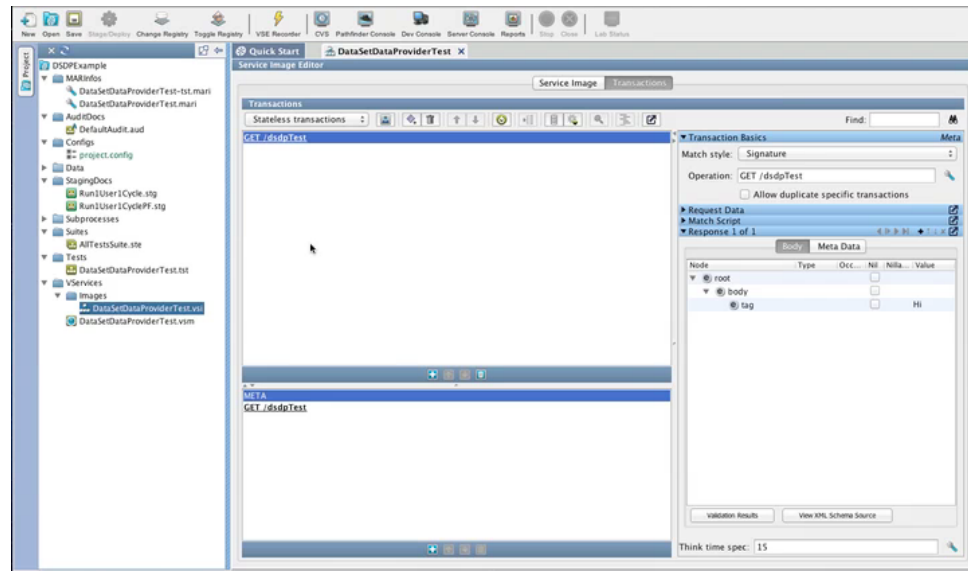 New Open Save Stage/Deploy Change Registry Toggle Registry VSE Recorder CVS Pathfinder Console Dev Console Server Console Reports Stop Close Lab Status
Project
Quick Start DataSetDataProviderTest X
DSDPExample
MARInfos
DataSetDataProviderTest-tst.mari
DataSetDataProviderTest.mari
AuditDocs
DefaultAudit.aud
Configs
project.config
Data
StagingDocs
Run1User1Cycle.stg
Run1User1CyclePF.stg
Subprocesses
Suites
AllTestsSuite.ste
Tests
DataSetDataProviderTest.tst
VServices
Images
DataSetDataProviderTest.vsi
DataSetDataProviderTest.vsm
Service Image Editor
Service Image Transactions
Transactions
Stateless transactions Find:
GET /dsdpTest
META
GET /dsdpTest
Transaction Basics Meta
Match style: Signature
Operation: GET /dsdpTest
Allow duplicate specific transactions
Request Data
Match Script
Response 1 of 1
Body Meta Data
Node Type Occ... Nil Nilla... Value
root
body
tag Hi
Validation Results View XML Schema Source
Think time spec: 15